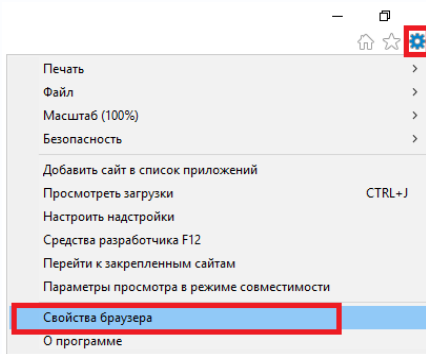 Печать
Файл
Масштаб (100%)
Безопасность
Добавить сайт в список приложений
Просмотреть загрузки CTRL+J
Настроить надстройки
Средства разработчика F12
Перейти к закрепленным сайтам
Параметры просмотра в режиме совместимости
Свойства браузера
О программе